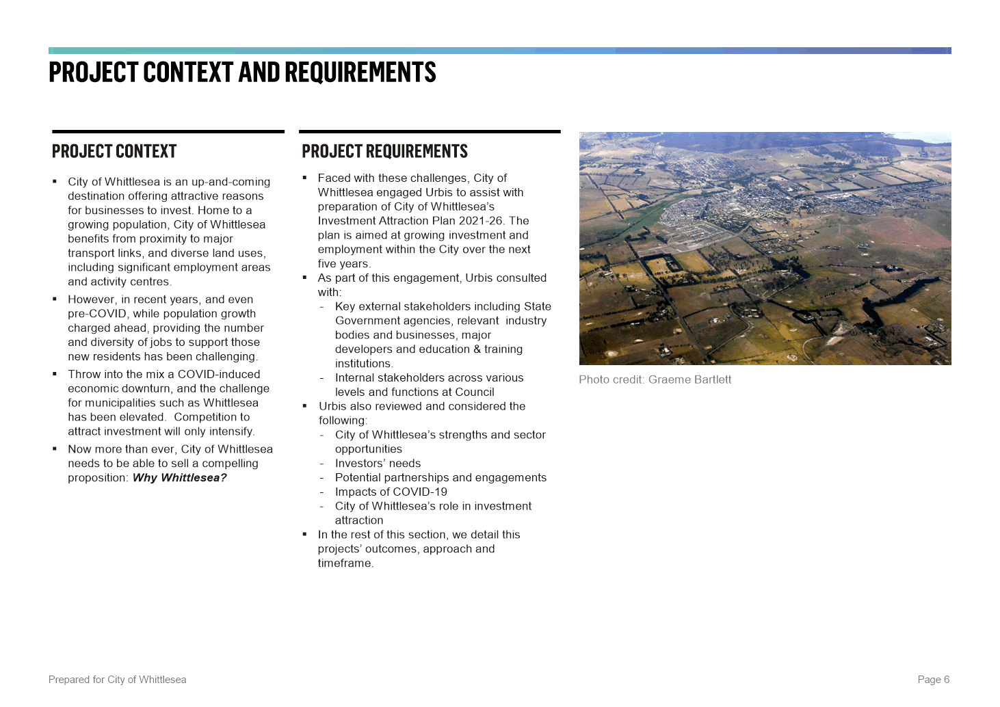 PROJECT CONTEXT AND REQUIREMENTS
PROJECT CONTEXT
▪ City of Whittlesea is an up-and-coming
destination offering attractive reasons
for businesses to invest. Home to a
growing population, City of Whittlesea
benefits from proximity to major
transport links, and diverse land uses,
including significant employment areas
and activity centres.
▪ However, in recent years, and even
pre-COVID, while population growth
charged ahead, providing the number
and diversity of jobs to support those
new residents has been challenging.
▪ Throw into the mix a COVID-induced
economic downturn, and the challenge
for municipalities such as Whittlesea
has been elevated.  Competition to
attract investment will only intensify.
▪ Now more than ever, City of Whittlesea
needs to be able to sell a compelling
proposition: Why Whittlesea?
PROJECT REQUIREMENTS
▪ Faced with these challenges, City of
Whittlesea engaged Urbis to assist with
preparation of City of Whittlesea’s
Investment Attraction Plan 2021-26. The
plan is aimed at growing investment and
employment within the City over the next
five years.
▪ As part of this engagement, Urbis consulted
with:
- Key external stakeholders including State
Government agencies, relevant  industry
bodies and businesses, major
developers and education & training
institutions.
- Internal stakeholders across various
levels and functions at Council
▪ Urbis also reviewed and considered the
following:
- City of Whittlesea’s strengths and sector
opportunities
- Investors’ needs
- Potential partnerships and engagements
- Impacts of COVID-19
- City of Whittlesea’s role in investment
attraction
▪ In the rest of this section, we detail this
projects’ outcomes, approach and
timeframe.
Photo credit: Graeme Bartlett
Prepared for City of Whittlesea
Page 6